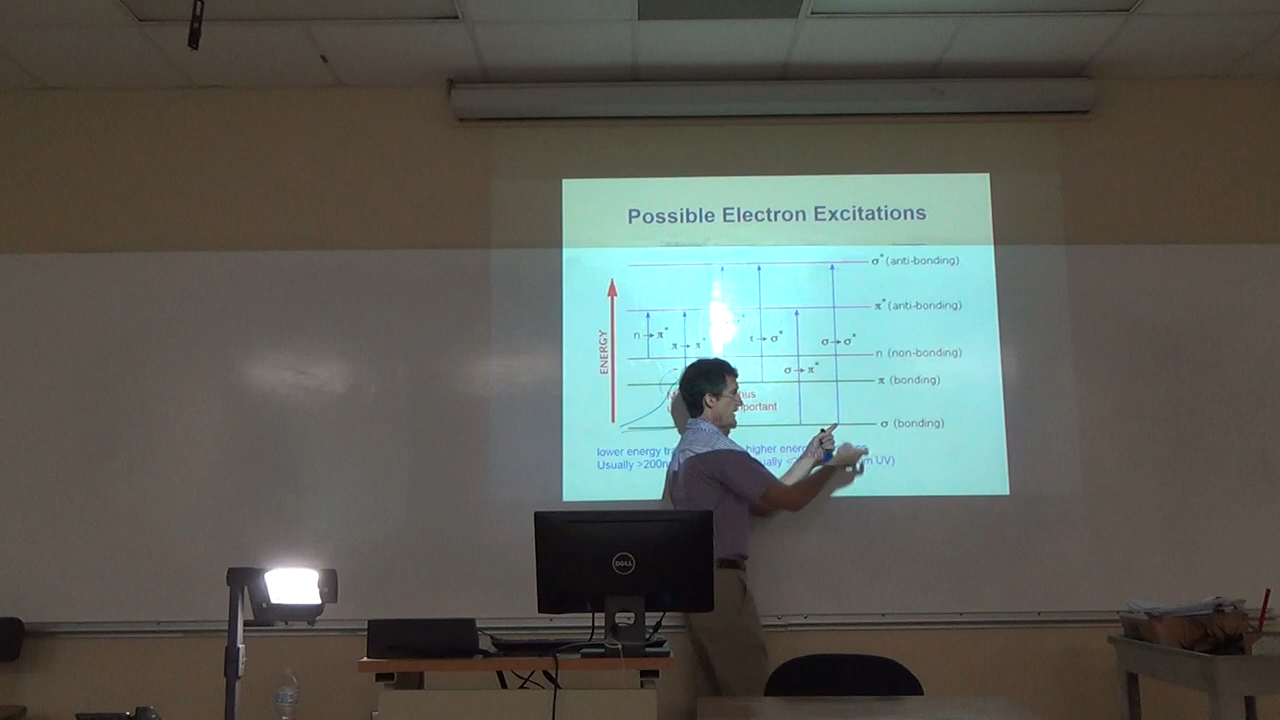 Possible Electron Excitations
σ* (anti-bonding)
π* (anti-bonding)
n → π*
π → π*
→ σ*
σ → σ*
n (non-bonding)
σ → π*
π (bonding)
σ (bonding)
ENERGY
lower energy higher energy
Usually >200n UV)
DELL